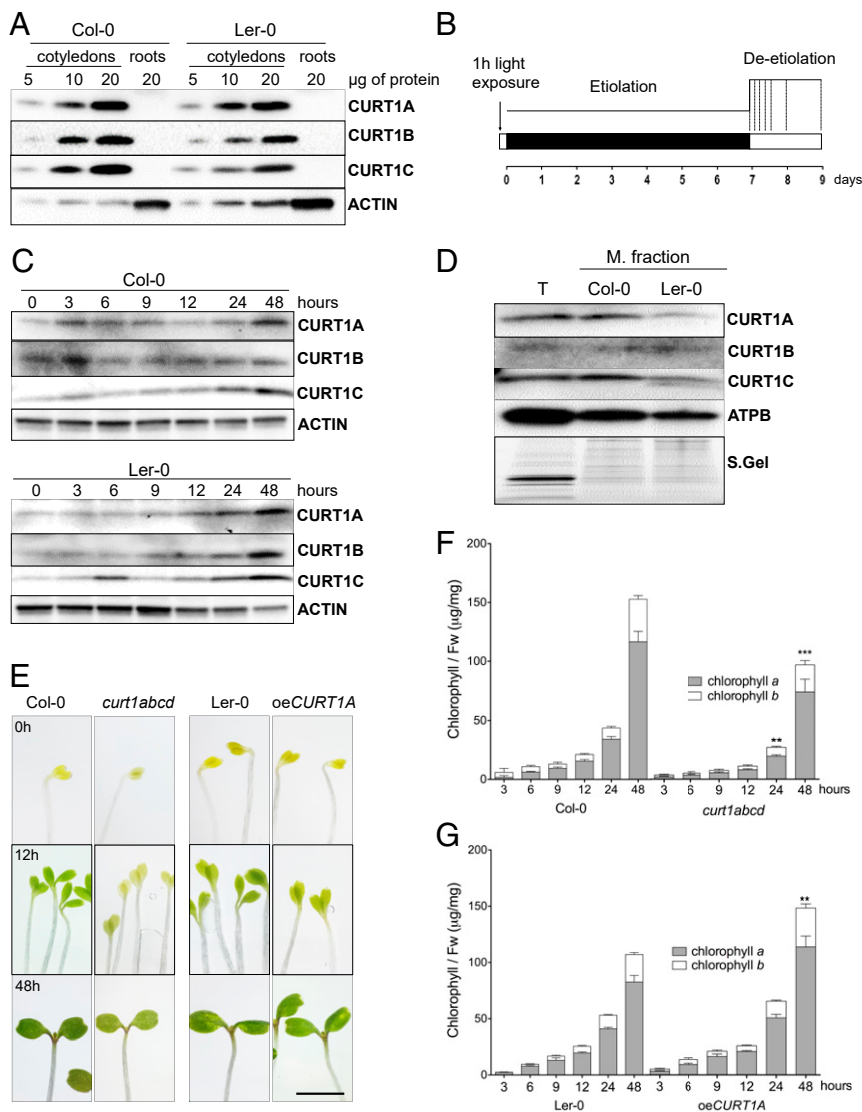 A
Col-0 Ler-0
cotyledons roots cotyledons roots
5 10 20 20 5 10 20 20 µg of protein
CURT1A
CURT1B
CURT1C
ACTIN
B
1h light
exposure
Etiolation
De-etiolation
0 1 2 3 4 5 6 7 8 9 days
C
Col-0
0 3 6 9 12 24 48 hours
CURT1A
CURT1B
CURT1C
ACTIN
Ler-0
0 3 6 9 12 24 48 hours
CURT1A
CURT1B
CURT1C
ACTIN
D
M. fraction
T Col-0 Ler-0
CURT1A
CURT1B
CURT1C
ATPB
S.Gel
E
Col-0 curt1abcd Ler-0 oeCURT1A
0h
12h
48h
F
Chlorophyll / Fw (µg/mg)
200
150
100
50
0
chlorophyll a
chlorophyll b
**
***
3 6 9 12 24 48 3 6 9 12 24 48 hours
Col-0 curt1abcd
G
Chlorophyll / Fw (µg/mg)
200
150
100
50
0
chlorophyll a
chlorophyll b
**
3 6 9 12 24 48 3 6 9 12 24 48 hours
Ler-0 oeCURT1A